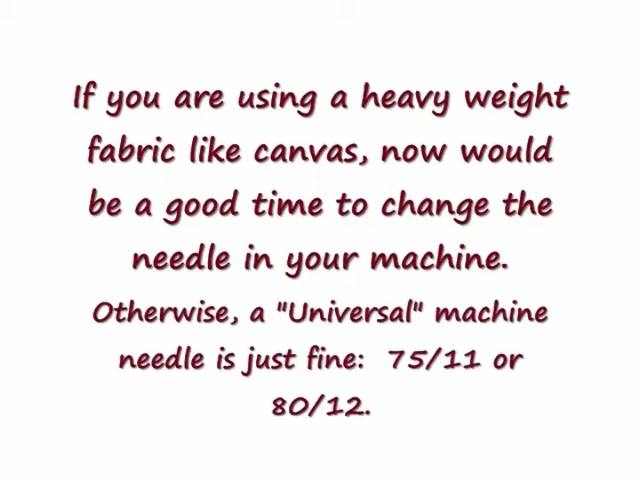 If you are using a heavy weight
fabric like canvas, now would
be a good time to change the
needle in your machine.
Otherwise, a "Universal" machine
needle is just fine:  75/11 or
80/12.